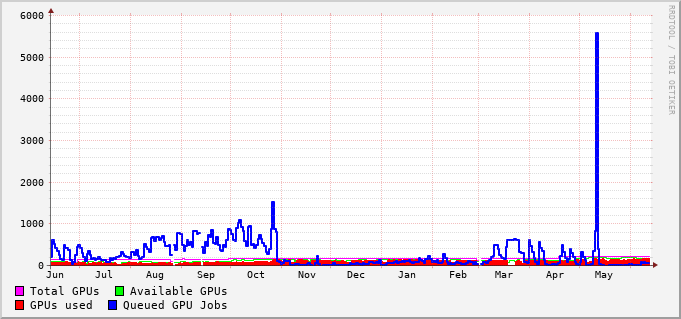 RRDTOOL / TOBI OETIKER
6000
5000
4000
3000
2000
1000
0
Jun Jul Aug Sep Oct Nov Dec Jan Feb Mar Apr May
Total GPUs Available GPUs
GPUs used Queued GPU Jobs